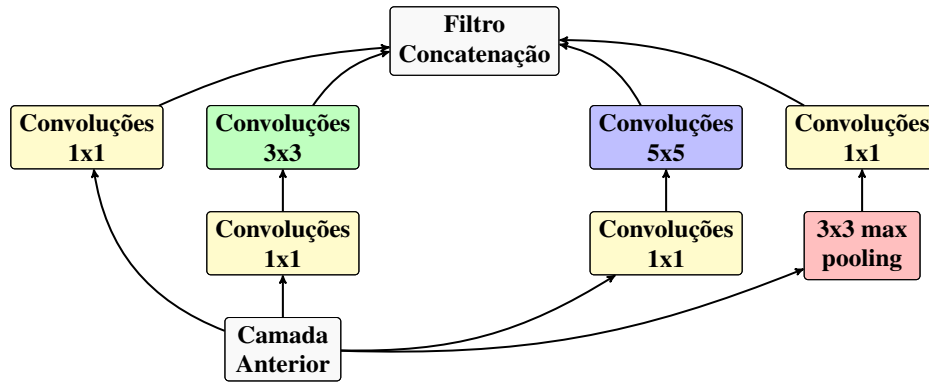 Filtro
Concatenação
Convoluções
1x1
Convoluções
3x3
Convoluções
5x5
Convoluções
1x1
Convoluções
1x1
Convoluções
1x1
3x3 max
pooling
Camada
Anterior